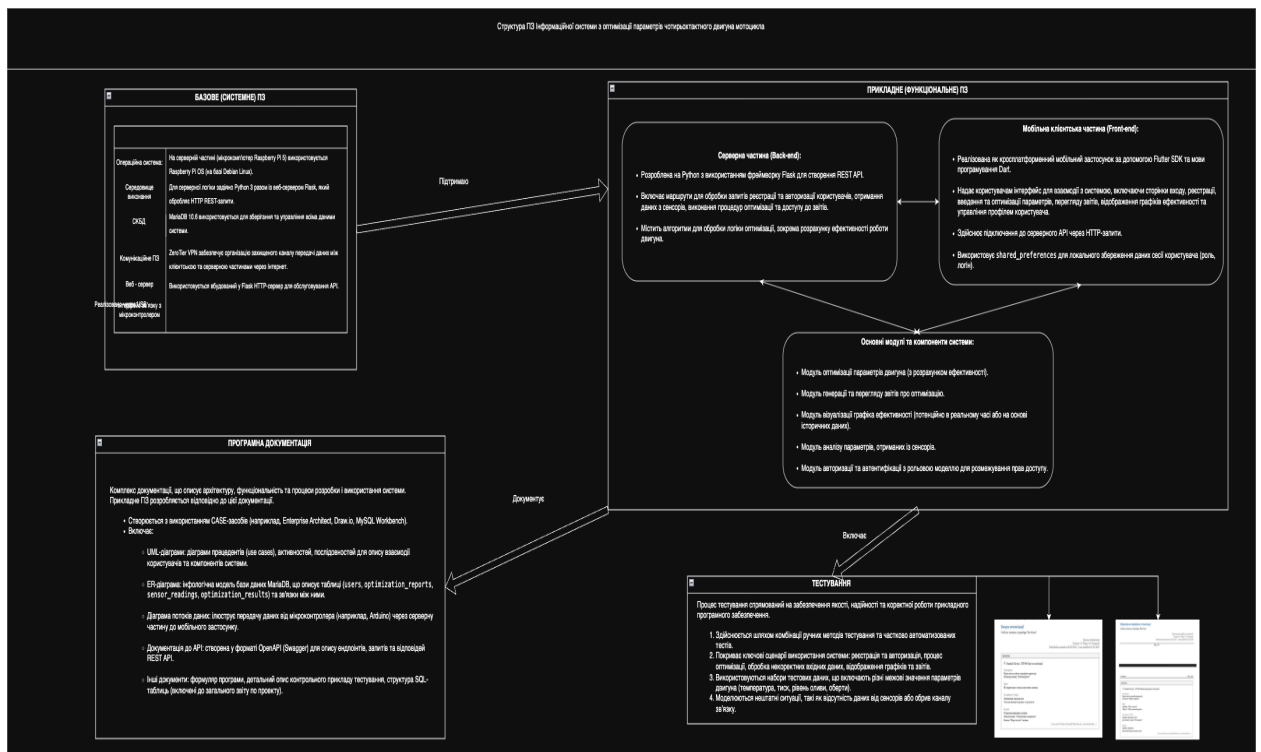 Структура ПЗ Інформаційної системи з оптимізації параметрів чотирьохтактного двигуна мотоцикла
БАЗОВЕ (СИСТЕМНЕ) ПЗ
Операційна система:
На серверній частині (мікрокомп'ютер Raspberry Pi 5) використовується
Raspberry Pi OS (на базі Debian Linux).
Середовище
виконання
Для серверної логіки задіяно Python 3 разом із веб-сервером Flask, який
обробляє HTTP REST-запити.
СКБД
MariaDB 10.6 використовується для зберігання та управління всіма даними
системи.
Комунікаційне ПЗ
ZeroTier VPN забезпечує організацію захищеного каналу передачі даних між
клієнтською та серверною частинами через Інтернет.
Веб - сервер
Використовується вбудований у Flask HTTP-сервер для обслуговування API.
зв'язку з
мікроконтролером
Підтримаю
ПРИКЛАДНЕ (ФУНКЦІОНАЛЬНЕ) ПЗ
Серверна частина (Back-end):
• Розроблена на Python з використанням фреймворку Flask для створення REST API.
• Включає маршрути для обробки запитів реєстрації та авторизації користувачів, отримання
даних з сенсорів, виконання процедур оптимізації та доступу до звітів.
• Містить алгоритми для обробки логіки оптимізації, зокрема розрахунку ефективності роботи
двигуна.
Мобільна клієнтська частина (Front-end):
• Реалізована як кросплатформенний мобільний застосунок за допомогою Flutter SDK та мови
програмування Dart.
• Надає користувачам інтерфейс для взаємодії з системою, включаючи сторінки входу, реєстрації,
введення та оптимізації параметрів, перегляду звітів, відображення графіків ефективності та
управління профілем користувача.
• Здійснює підключення до серверного API через HTTP-запити.
• Використовує shared_preferences для локального збереження даних сесії користувача (роль,
логін).
Основні модулі та компоненти системи:
• Модуль оптимізації параметрів двигуна (з розрахунком ефективності).
• Модуль генерації та перегляду звітів про оптимізацію.
• Модуль візуалізації графіка ефективності (потенційно в реальному часі або на основі
історичних даних).
• Модуль аналізу параметрів, отриманих із сенсорів.
• Модуль авторизації та автентифікації з рольовою моделлю для розмежування прав доступу.
Документує
Включає
ПРОГРАМНА ДОКУМЕНТАЦІЯ
Комплекс документації, що описує архітектуру, функціональність та процеси розробки і використання системи.
Прикладне ПЗ розробляється відповідно до цієї документації.
• Створюється з використанням CASE-засобів (наприклад, Enterprise Architect, Draw.io, MySQL Workbench).
• Включає:
○ UML-діаграми: діаграми прецедентів (use cases), активностей, послідовностей для опису взаємодії
користувачів та компонентів системи.
○ ER-діаграма: інфологічна модель бази даних MariaDB, що описує таблиці (users, optimization_reports,
sensor_readings, optimization_results) та зв'язки між ними.
○ Діаграма потоків даних: ілюструє передачу даних від мікроконтролера (наприклад, Arduino) через серверну
частину до мобільного застосунку.
○ Документація до API: створена у форматі OpenAPI (Swagger) для опису ендпоінтів, запитів та відповідей
REST API.
○ Інші документи: формуляр програми, детальний опис контрольного прикладу тестування, структура SQL-
таблиць (включені до загального звіту по проекту).
ТЕСТУВАННЯ
Процес тестування спрямований на забезпечення якості, надійності та коректної роботи прикладного
програмного забезпечення.
1. Здійснюється шляхом комбінації ручних методів тестування та частково автоматизованих
тестів.
2. Покриває ключові сценарії використання системи: реєстрація та авторизація, процес
оптимізації, обробка некоректних вхідних даних, відображення графіків та звітів.
3. Використовуються набори тестових даних, що включають різні межові значення параметрів
двигуна (температура, тиск, рівень оливи, оберти).
4. Моделюються нештатні ситуації, такі як відсутність даних від сенсорів або обрив каналу
зв'язку.